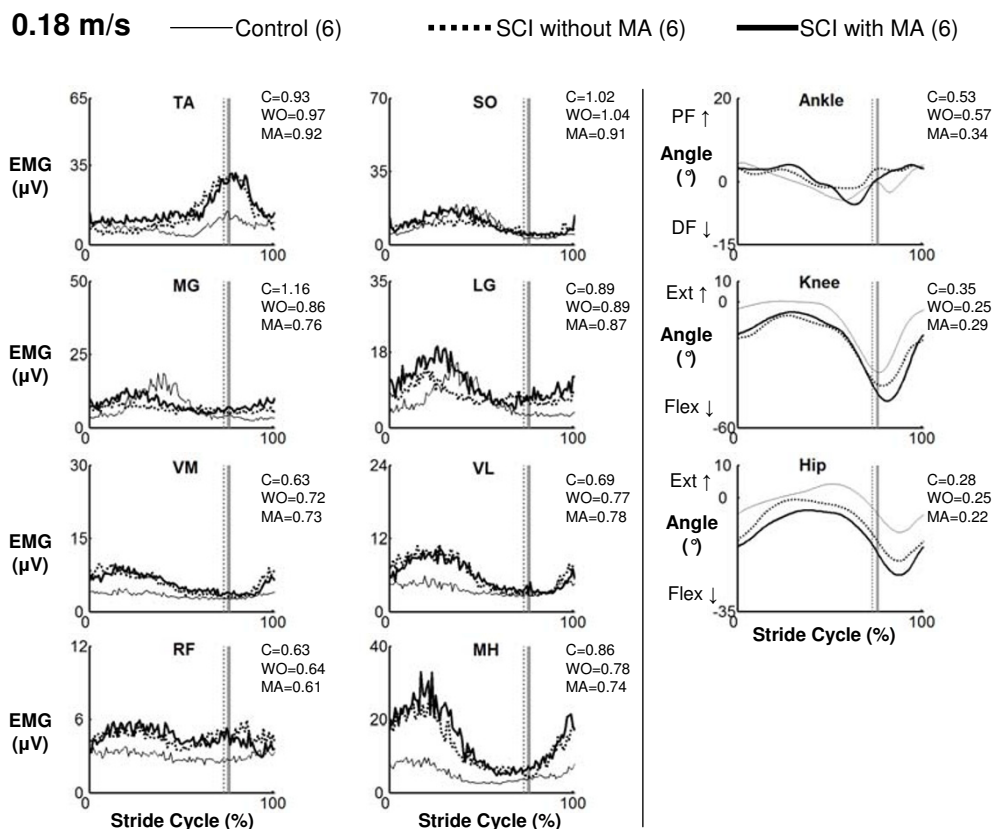 0.18 m/s
Control (6)
SCI without MA (6)
SCI with MA (6)
EMG
(µV)
65
35
0
0
100
TA
C=0.93
WO=0.97
MA=0.92
70
35
0
0
100
SO
C=1.02
WO=1.04
MA=0.91
PF ↑
Angle
(°)
DF ↓
20
0
-15
0
100
Ankle
C=0.53
WO=0.57
MA=0.34
EMG
(µV)
50
25
0
0
100
MG
C=1.16
WO=0.86
MA=0.76
35
18
0
0
100
LG
C=0.89
WO=0.89
MA=0.87
Ext ↑
Angle
(°)
Flex ↓
10
0
-60
0
100
Knee
C=0.35
WO=0.25
MA=0.29
EMG
(µV)
30
15
0
0
100
VM
C=0.63
WO=0.72
MA=0.73
24
12
0
0
100
VL
C=0.69
WO=0.77
MA=0.78
Ext ↑
Angle
(°)
Flex ↓
10
0
-35
0
100
Hip
C=0.28
WO=0.25
MA=0.22
Stride Cycle (%)
EMG
(µV)
12
6
0
0
100
RF
C=0.63
WO=0.64
MA=0.61
Stride Cycle (%)
40
20
0
0
100
MH
C=0.86
WO=0.78
MA=0.74
Stride Cycle (%)